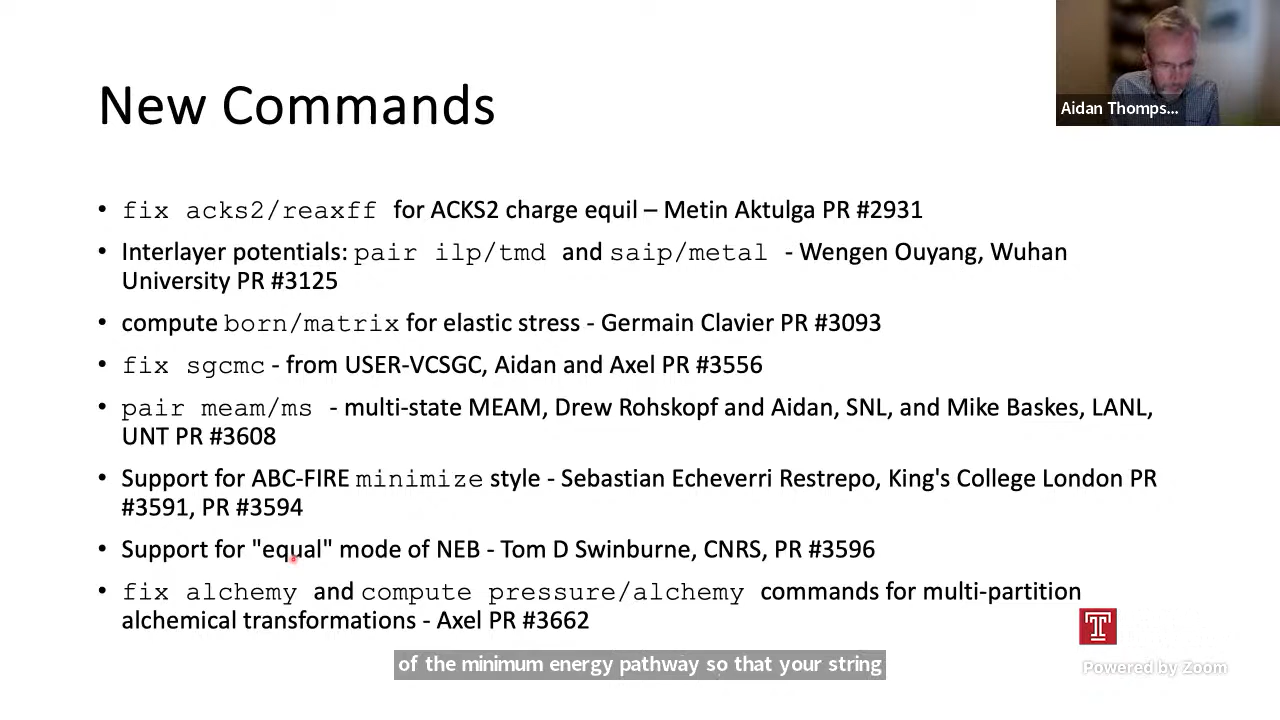 New Commands
Aidan Thomps...
• fix acks2/reaxff for ACKS2 charge equil – Metin Aktulga PR #2931
• Interlayer potentials: pair ilp/tmd and saip/metal - Wengen Ouyang, Wuhan
University PR #3125
• compute born/matrix for elastic stress - Germain Clavier PR #3093
• fix sgcmc - from USER-VCSGC, Aidan and Axel PR #3556
• pair meam/ms - multi-state MEAM, Drew Rohskopf and Aidan, SNL, and Mike Baskes, LANL,
UNT PR #3608
• Support for ABC-FIRE minimize style - Sebastian Echeverri Restrepo, King's College London PR
#3591, PR #3594
• Support for "equal" mode of NEB - Tom D Swinburne, CNRS, PR #3596
• fix alchemy and compute pressure/alchemy commands for multi-partition
alchemical transformations - Axel PR #3662
T
of the minimum energy pathway so that your string
Powered by Zoom